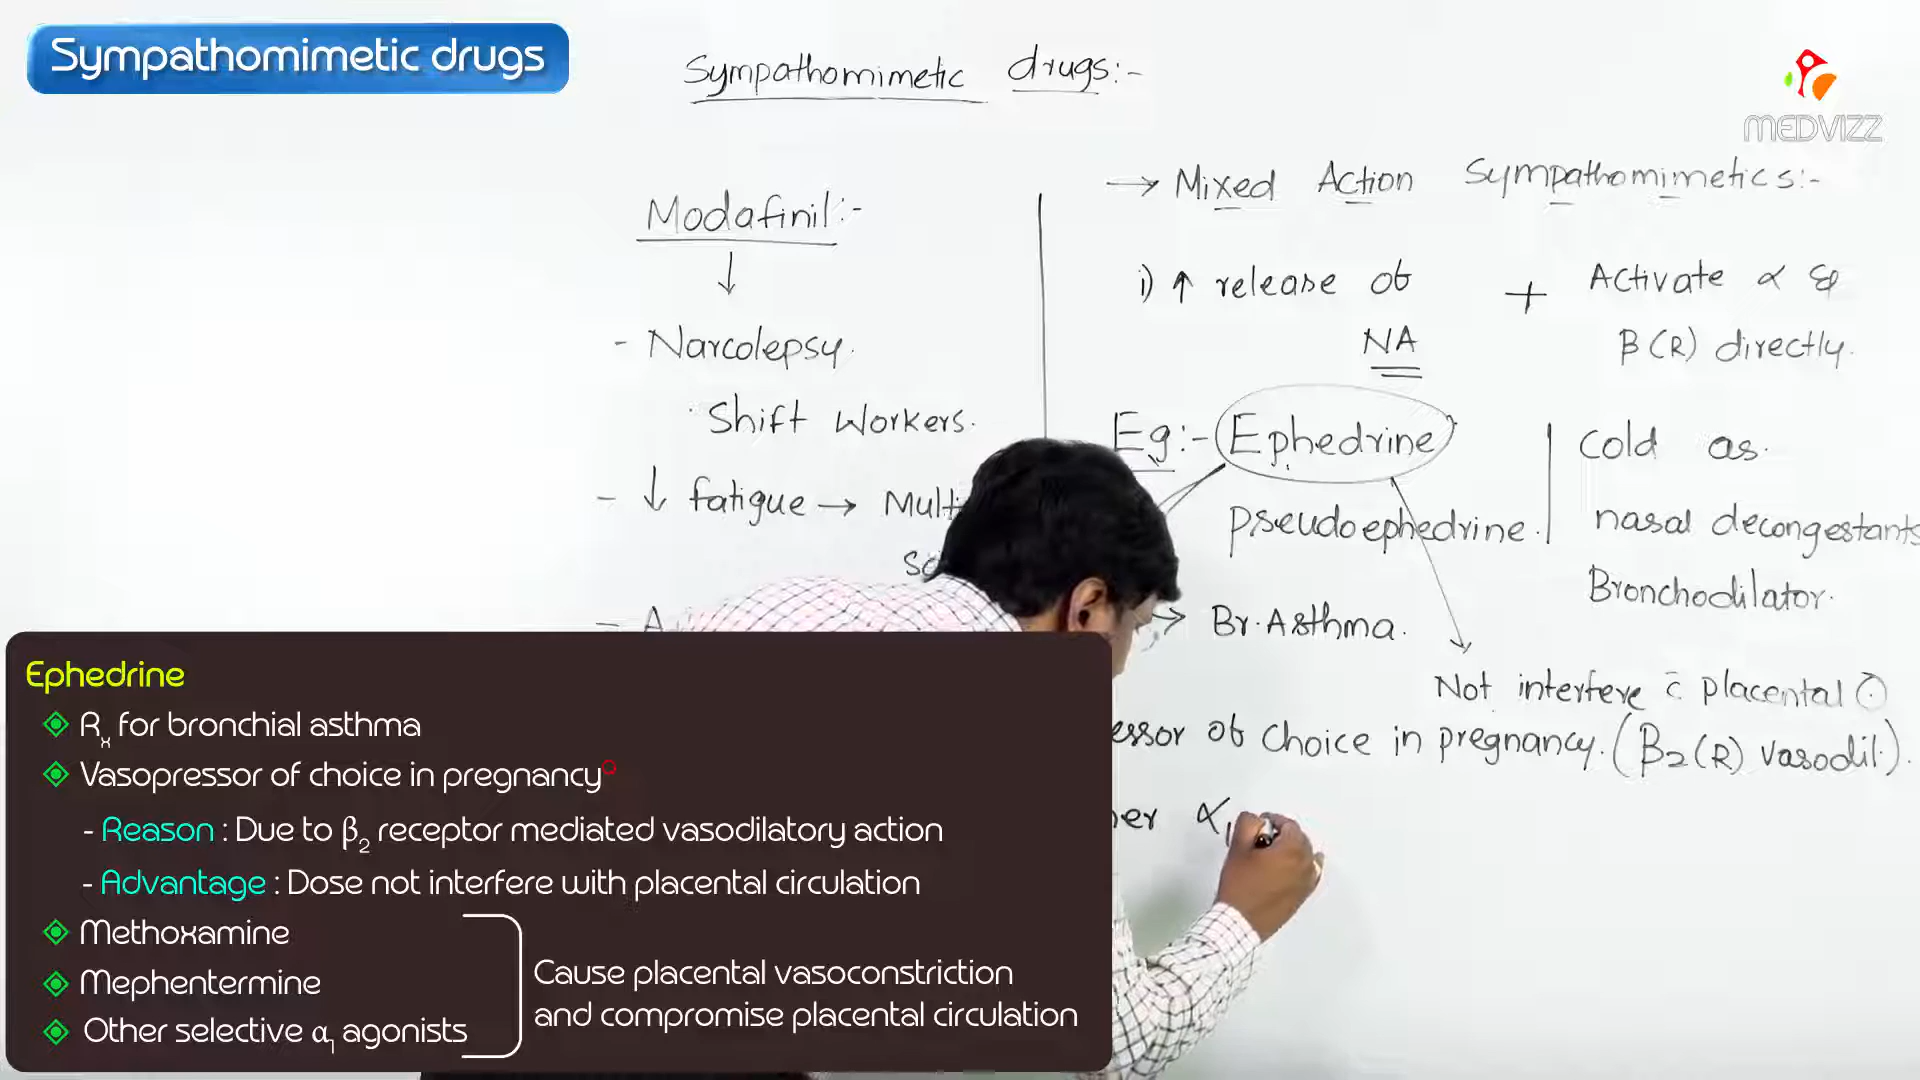 Sympathomimetic drugs
Sympathomimetic drugs:-
MEDVIZZ
Modafinil:-
↓
- Narcolepsy.
Shift Workers.
- ↓ fatigue → Multi
- A
→ Mixed Action Sympathomimetics:-
i) ↑ release of NA + Activate α & β(R) directly.
Eg:- Ephedrine
pseudoephedrine.
Cold as
nasal decongestants
Bronchodilator.
→ Br. Asthma.
Not interfere c̄ placental
essor of choice in pregnancy. (β2(R) vasodil.).
her α1
Ephedrine
Rx for bronchial asthma
Vasopressor of choice in pregnancy
- Reason : Due to β2 receptor mediated vasodilatory action
- Advantage : Dose not interfere with placental circulation
Methoxamine
Mephentermine
Other selective α1 agonists
Cause placental vasoconstriction
and compromise placental circulation